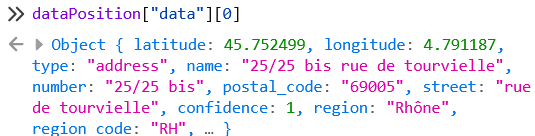 >> dataPosition["data"][0]
← ▶ Object { latitude: 45.752499, longitude: 4.791187,
type: "address", name: "25/25 bis rue de tourvielle",
number: "25/25 bis", postal_code: "69005", street: "rue
de tourvielle", confidence: 1, region: "Rhône",
region_code: "RH", … }